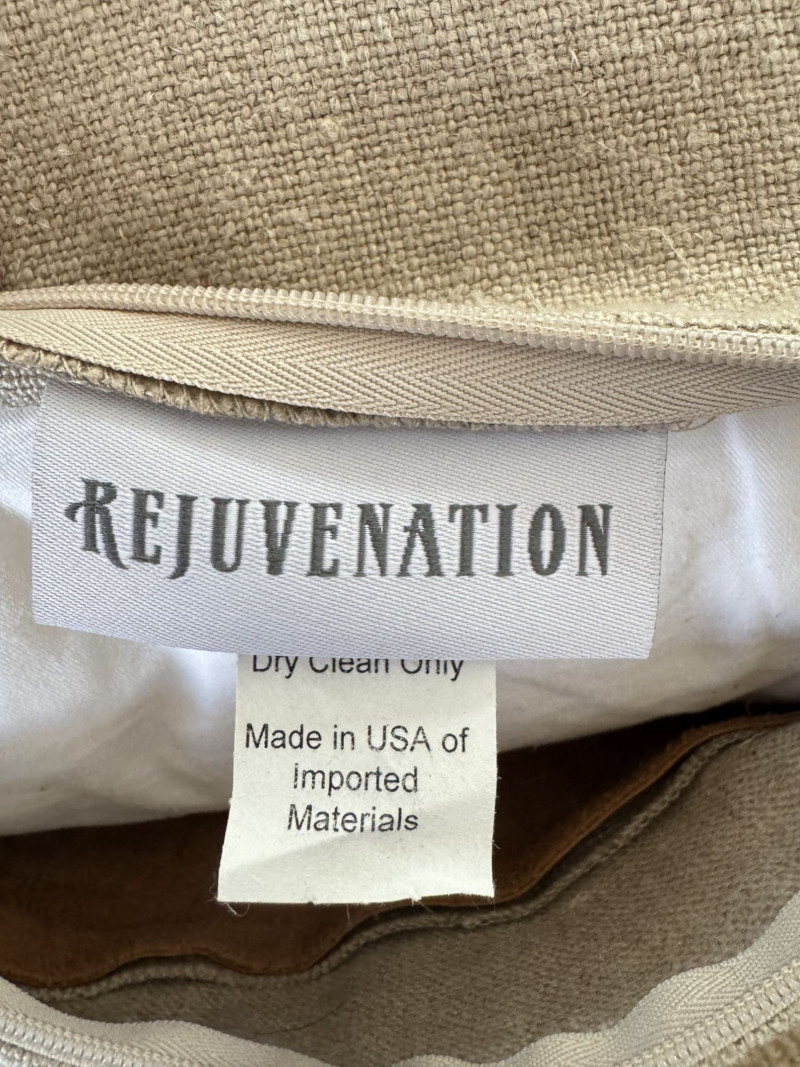 REJUVENATION
Dry Clean Only
Made in USA of
Imported
Materials